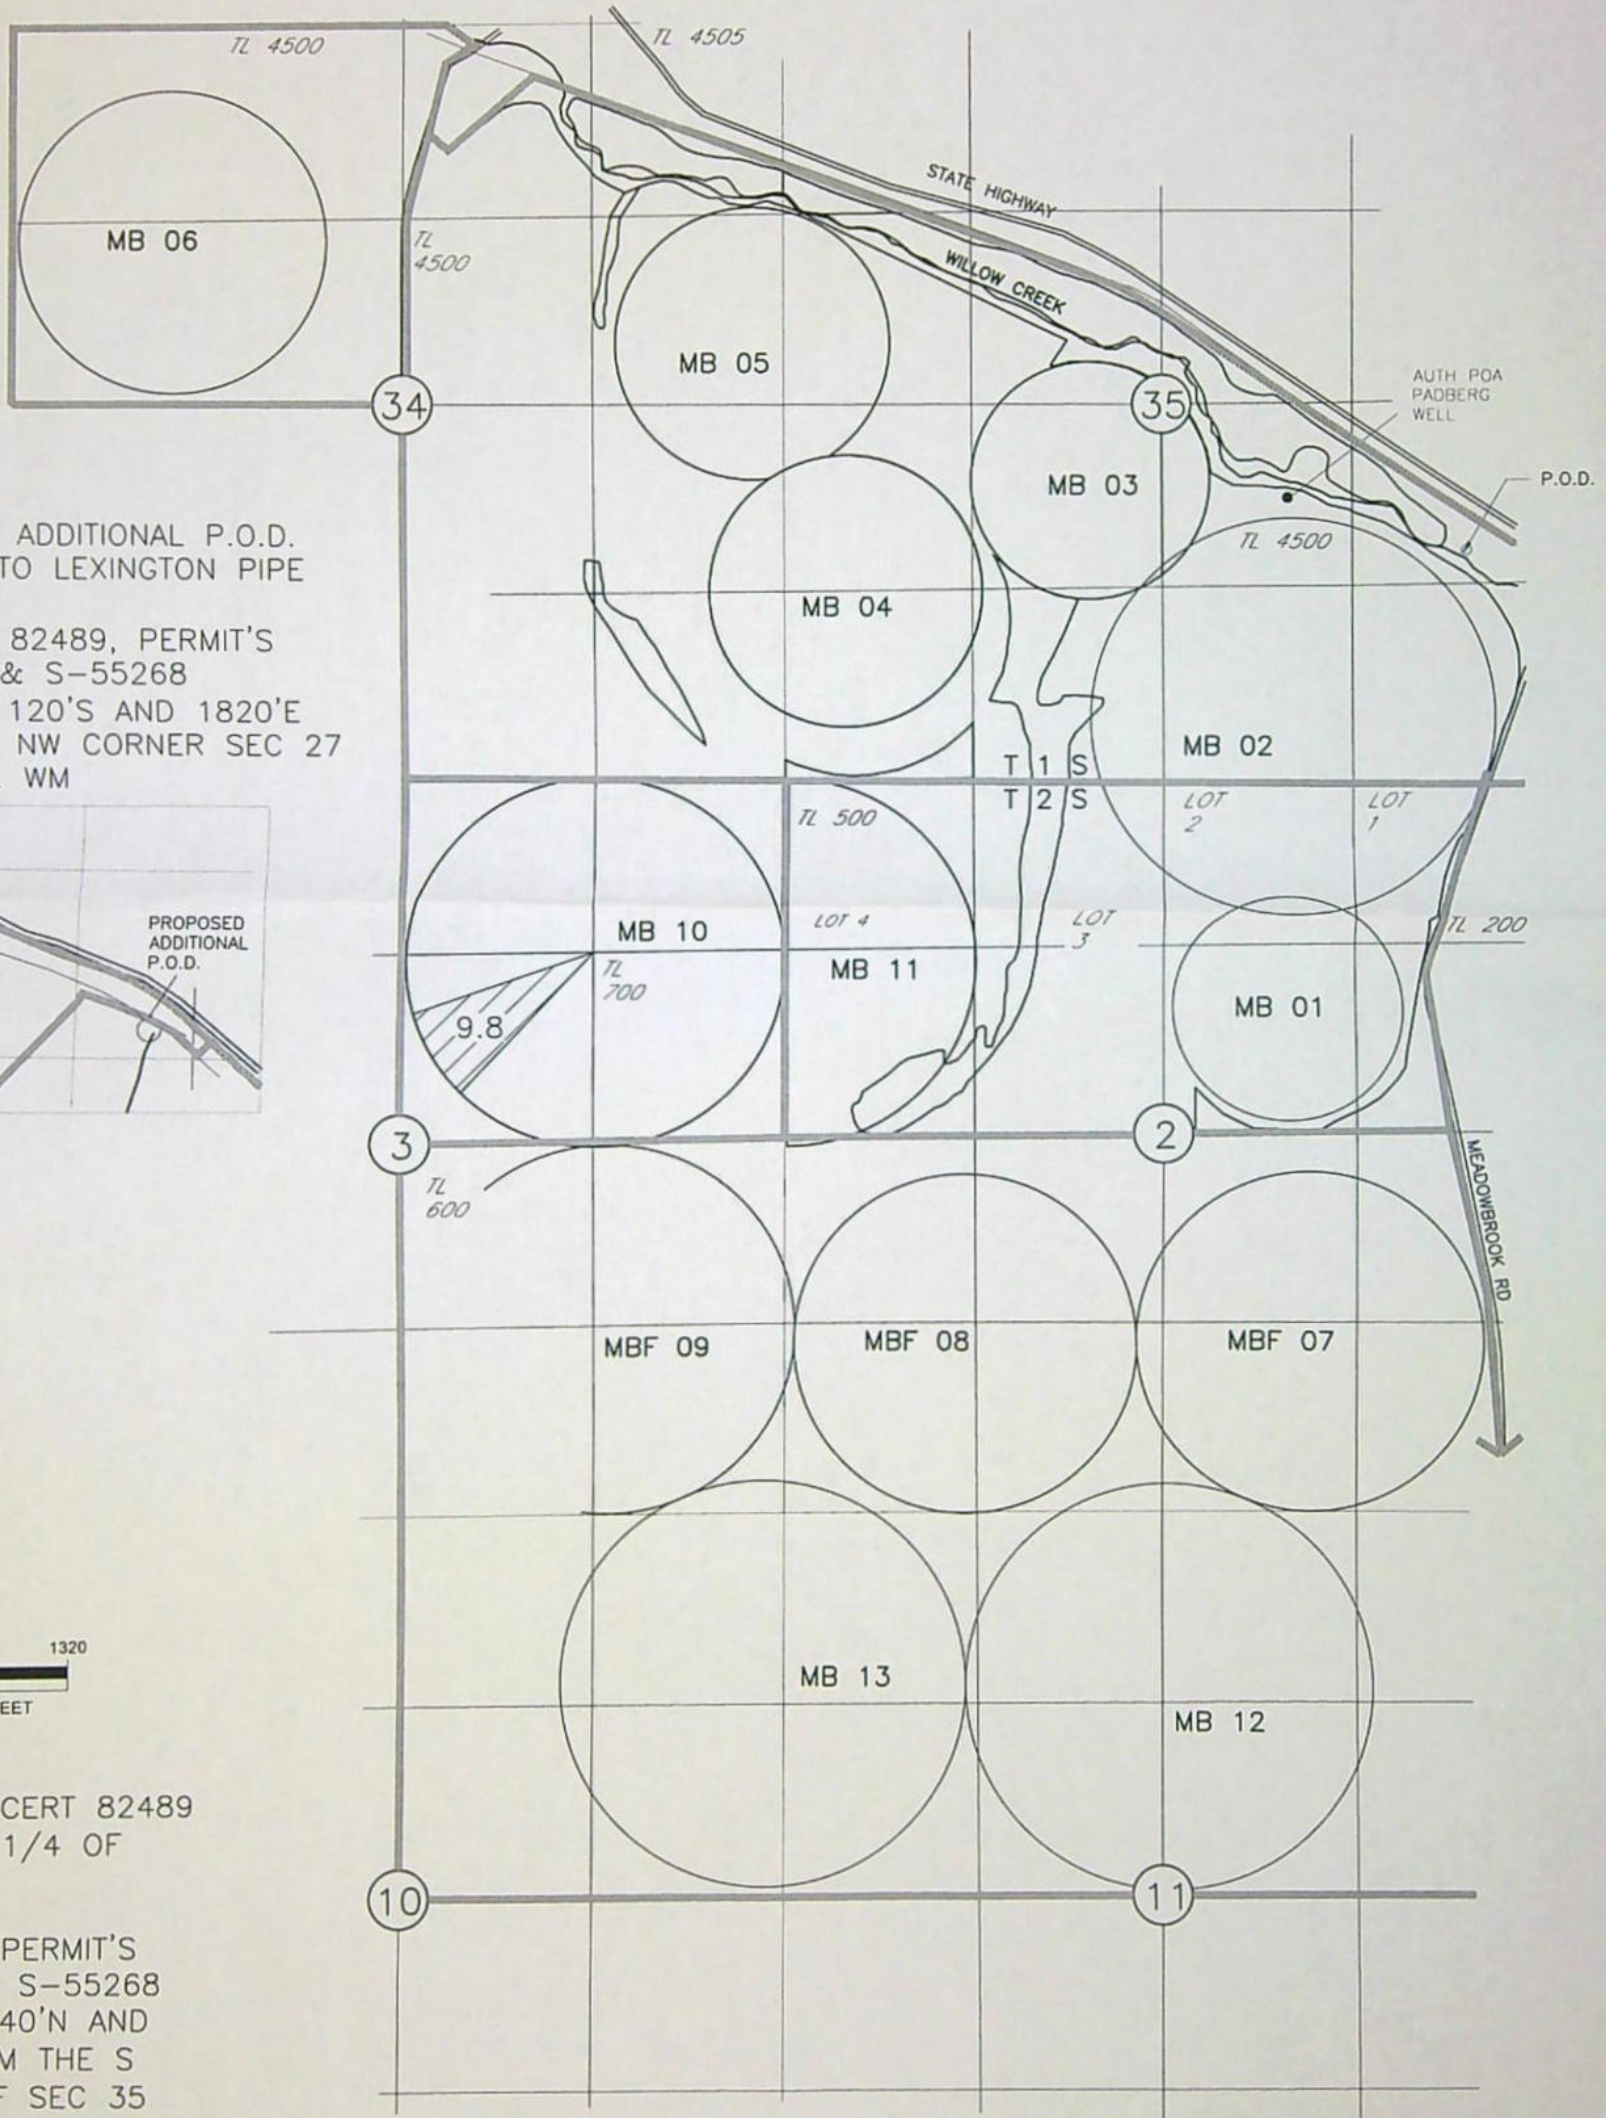 TL 4500
TL 4505
STATE HIGHWAY
MB 06
TL
4500
WILLOW CREEK
MB 05
34
35
AUTH POA
PADBERG
WELL
MB 03
P.O.D.
ADDITIONAL P.O.D.
TO LEXINGTON PIPE
TL 4500
MB 04
82489, PERMIT'S
& S-55268
120'S AND 1820'E
NW CORNER SEC 27
WM
MB 02
T 1 S
T 2 S
TL 500
LOT
2
LOT
1
PROPOSED
ADDITIONAL
P.O.D.
MB 10
LOT 4
LOT
3
TL 200
TL
700
MB 11
9.8
MB 01
3
2
TL
600
MEADOWBROOK RD
MBF 09
MBF 08
MBF 07
1320
EET
MB 13
MB 12
CERT 82489
1/4 OF
10
11
PERMIT'S
S-55268
40'N AND
M THE S
F SEC 35